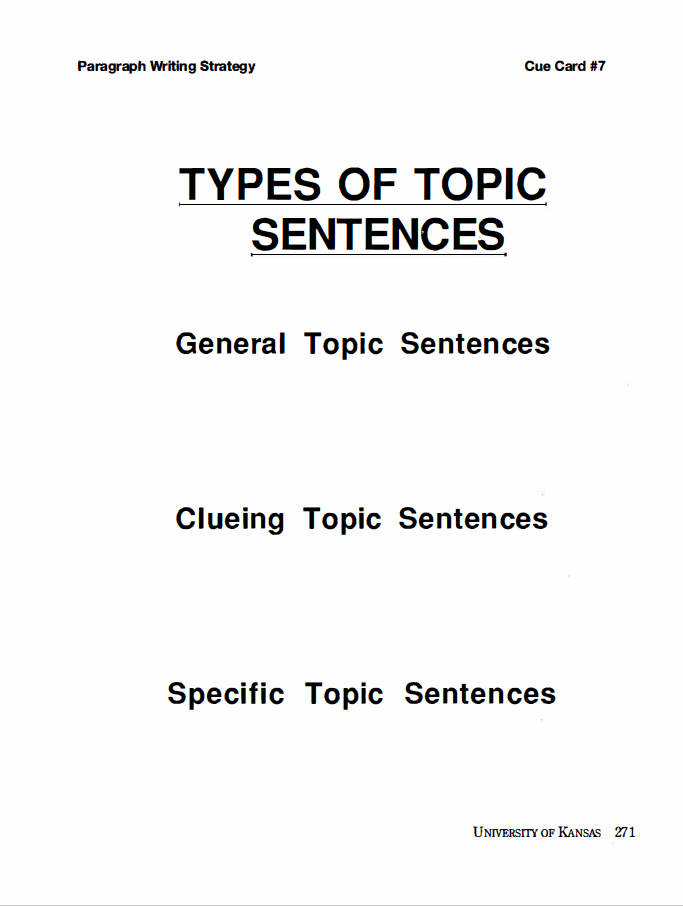 Paragraph Writing Strategy Cue Card #7
TYPES OF TOPIC
SENTENCES
General Topic Sentences
Clueing Topic Sentences
Specific Topic Sentences
UNIVERSITY OF KANSAS 271